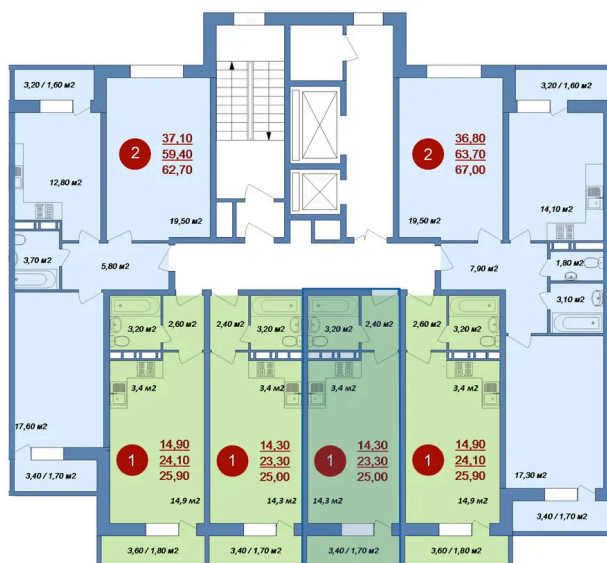 3,20 / 1,60 м2
3,20 / 1,60 м2
2
37,10
59,40
62,70
2
36,80
63,70
67,00
12,80 м2
19,50 м2
19,50 м2
14,10 м2
3,70 м2
5,80 м2
7,90 м2
1,80 м2
3,10 м2
3,20 м2
2,60 м2
2,40 м2
3,20 м2
3,20 м2
2,40 м2
2,60 м2
3,20 м2
3,4 м2
3,4 м2
3,4 м2
3,4 м2
17,60 м2
1
14,90
24,10
25,90
1
14,30
23,30
25,00
1
14,30
23,30
25,00
1
14,90
24,10
25,90
17,30 м2
3,40 / 1,70 м2
14,9 м2
14,3 м2
14,3 м2
14,9 м2
3,40 / 1,70 м2
3,60 / 1,80 м2
3,40 / 1,70 м2
3,40 / 1,70 м2
3,60 / 1,80 м2